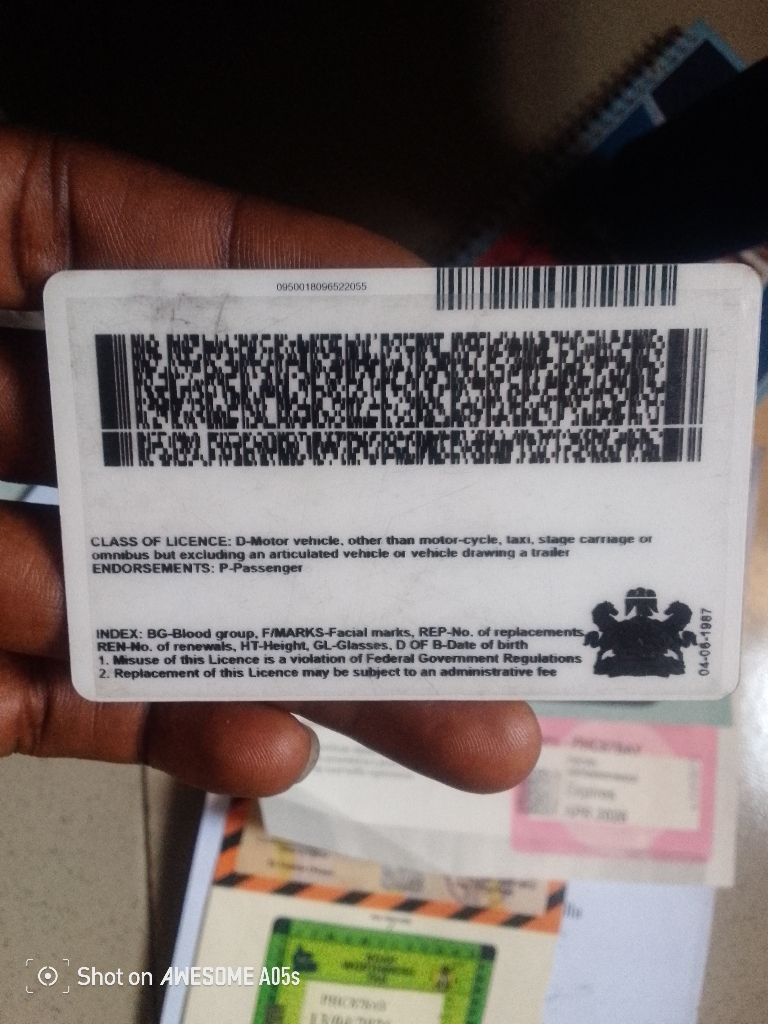 0950018096522055
CLASS OF LICENCE: D-Motor vehicle, other than motor-cycle, taxi, stage carriage or
omnibus but excluding an articulated vehicle or vehicle drawing a trailer
ENDORSEMENTS: P-Passenger
INDEX: BG-Blood group, F/MARKS-Facial marks, REP-No. of replacements,
REN-No. of renewals, HT-Height, GL-Glasses, D OF B-Date of birth
1. Misuse of this Licence is a violation of Federal Government Regulations
2. Replacement of this Licence may be subject to an administrative fee
04-06-1987
Expires
Shot on AWESOME A05s